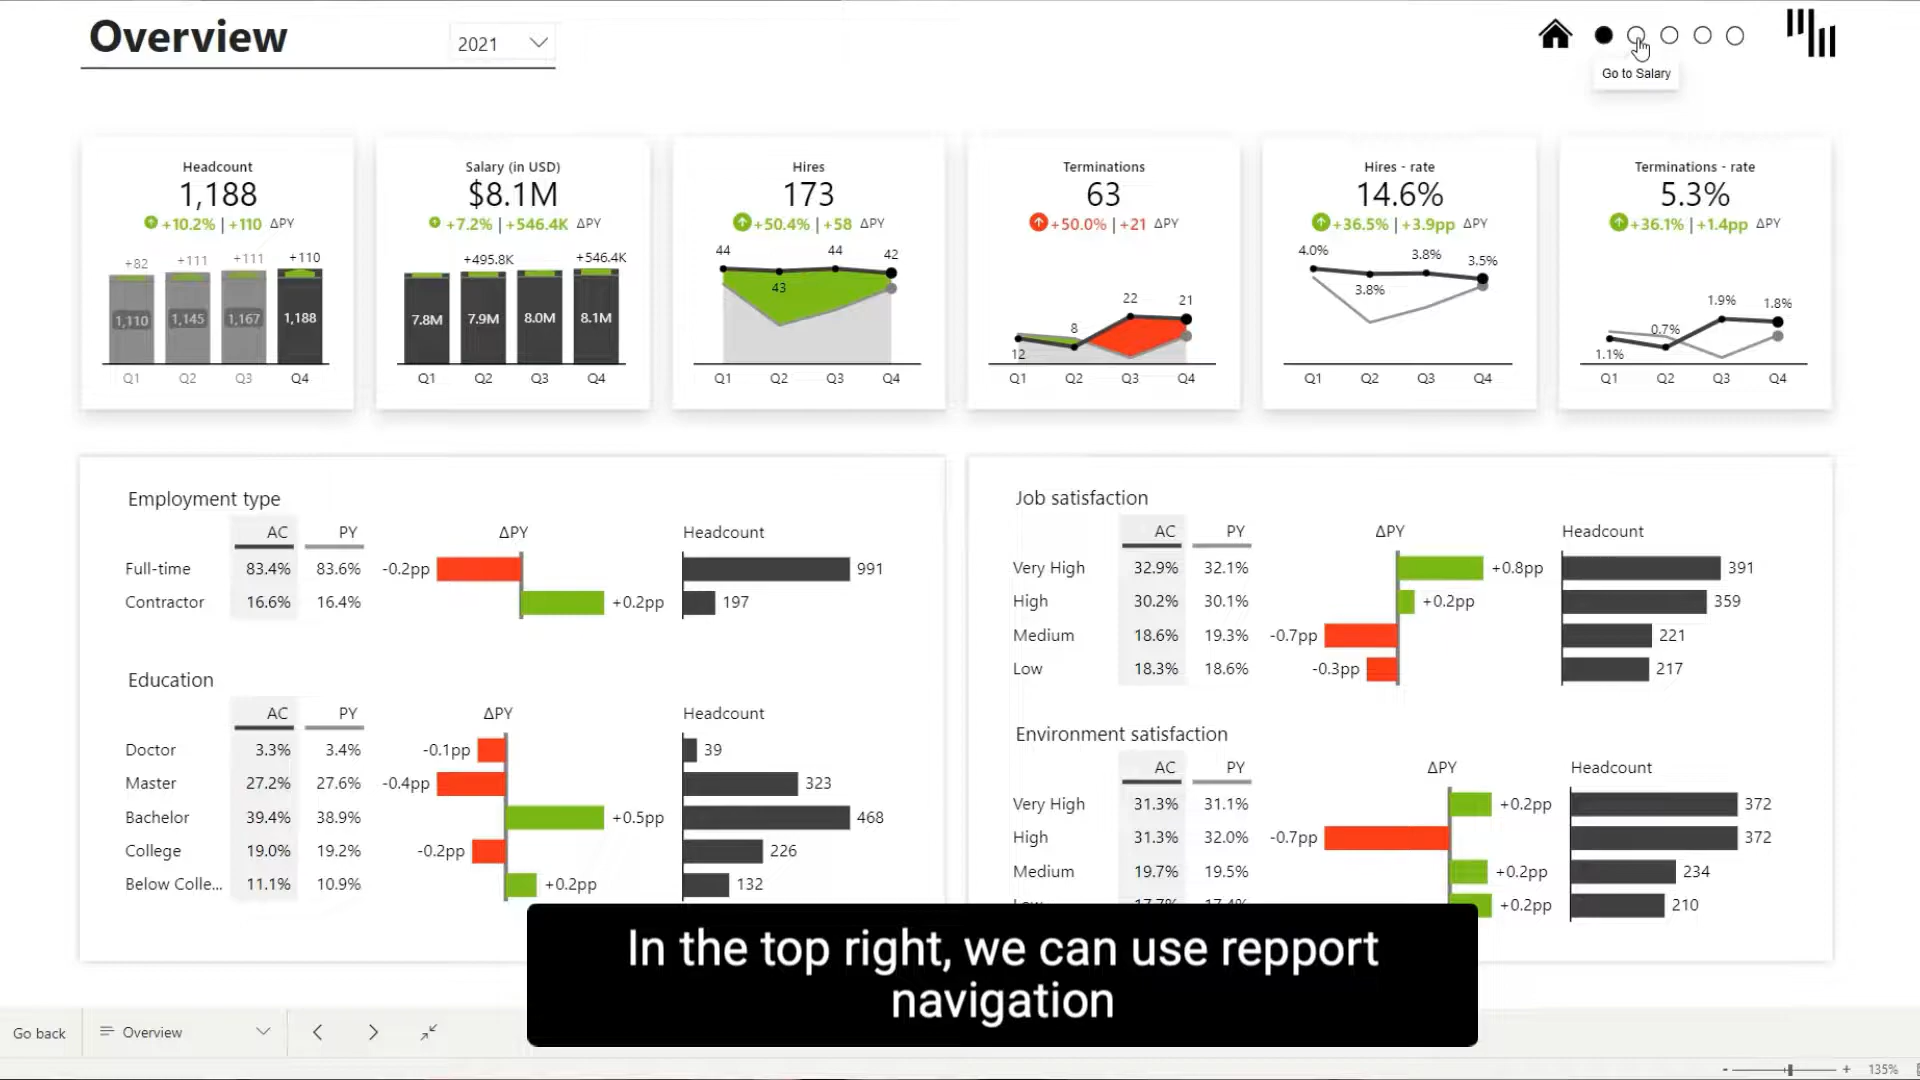 Overview
2021
Go to Salary
Headcount
1,188
+10.2% | +110 ΔPY
+82 +111 +111 +110
1,110 1,145 1,167 1,188
Q1 Q2 Q3 Q4
Salary (in USD)
$8.1M
+7.2% | +546.4K ΔPY
+495.8K +546.4K
7.8M 7.9M 8.0M 8.1M
Q1 Q2 Q3 Q4
Hires
173
+50.4% | +58 ΔPY
44 43 44 42
Q1 Q2 Q3 Q4
Terminations
63
+50.0% | +21 ΔPY
12 8 22 21
Q1 Q2 Q3 Q4
Hires - rate
14.6%
+36.5% | +3.9pp ΔPY
4.0% 3.8% 3.8% 3.5%
Q1 Q2 Q3 Q4
Terminations - rate
5.3%
+36.1% | +1.4pp ΔPY
1.1% 0.7% 1.9% 1.8%
Q1 Q2 Q3 Q4
Employment type
AC PY ΔPY Headcount
Full-time 83.4% 83.6% -0.2pp 991
Contractor 16.6% 16.4% +0.2pp 197
Education
AC PY ΔPY Headcount
Doctor 3.3% 3.4% -0.1pp 39
Master 27.2% 27.6% -0.4pp 323
Bachelor 39.4% 38.9% +0.5pp 468
College 19.0% 19.2% -0.2pp 226
Below Colle... 11.1% 10.9% +0.2pp 132
Job satisfaction
AC PY ΔPY Headcount
Very High 32.9% 32.1% +0.8pp 391
High 30.2% 30.1% +0.2pp 359
Medium 18.6% 19.3% -0.7pp 221
Low 18.3% 18.6% -0.3pp 217
Environment satisfaction
AC PY ΔPY Headcount
Very High 31.3% 31.1% +0.2pp 372
High 31.3% 32.0% -0.7pp 372
Medium 19.7% 19.5% +0.2pp 234
Low 17.7% 17.4% +0.2pp 210
In the top right, we can use repport
navigation
Go back
Overview
- + 135%